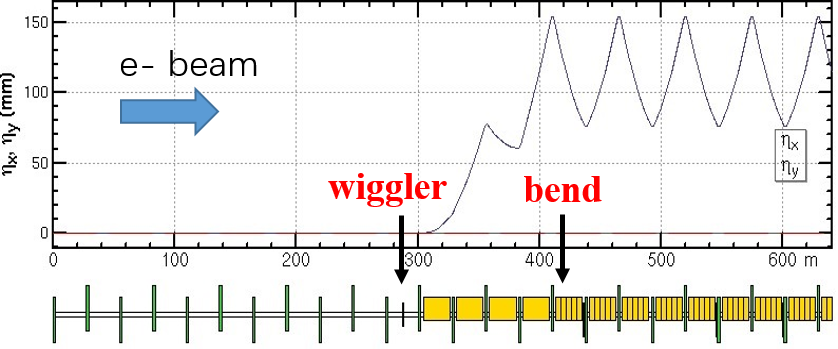 150
e- beam
100
ηx, ηy (mm)
ηx
ηy
50
wiggler
bend
0
0 100 200 300 400 500 600 m